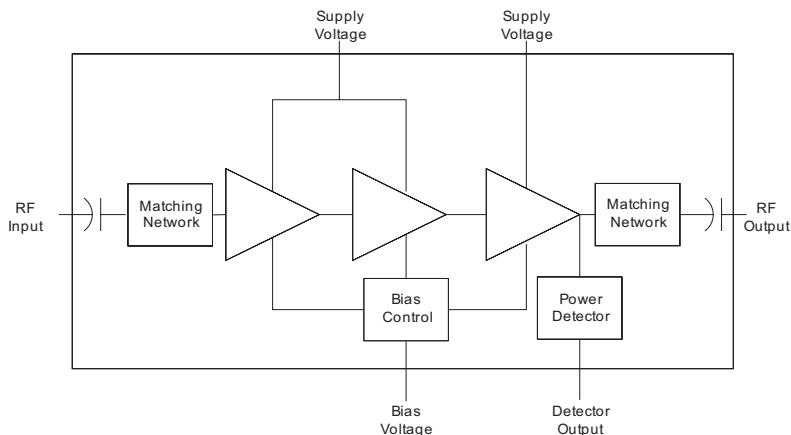 Supply
Voltage
Supply
Voltage
RF
Input
Matching
Network
Matching
Network
RF
Output
Bias
Control
Power
Detector
Bias
Voltage
Detector
Output